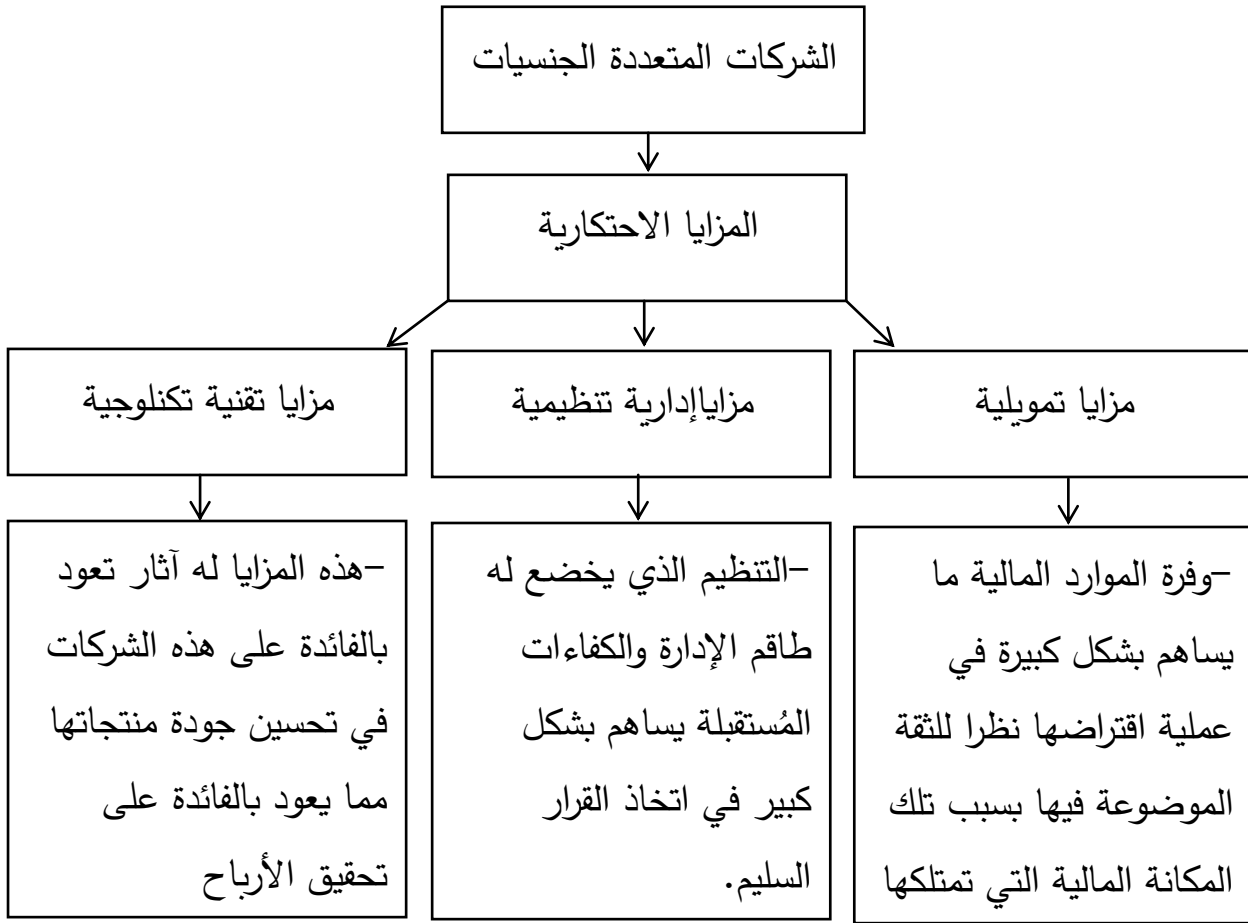 الشركات المتعددة الجنسيات
المزايا الاحتكارية
مزايا تمويلية
مزاياإدارية تنظيمية
مزايا تقنية تكنلوجية
–وفرة الموارد المالية ما
يساهم بشكل كبيرة في
عملية اقتراضها نظرا للثقة
الموضوعة فيها بسبب تلك
المكانة المالية التي تمتلكها
–التنظيم الذي يخضع له
طاقم الإدارة والكفاءات
المُستقبلة يساهم بشكل
كبير في اتخاذ القرار
السليم.
–هذه المزايا له آثار تعود
بالفائدة على هذه الشركات
في تحسين جودة منتجاتها
مما يعود بالفائدة على
تحقيق الأرباح